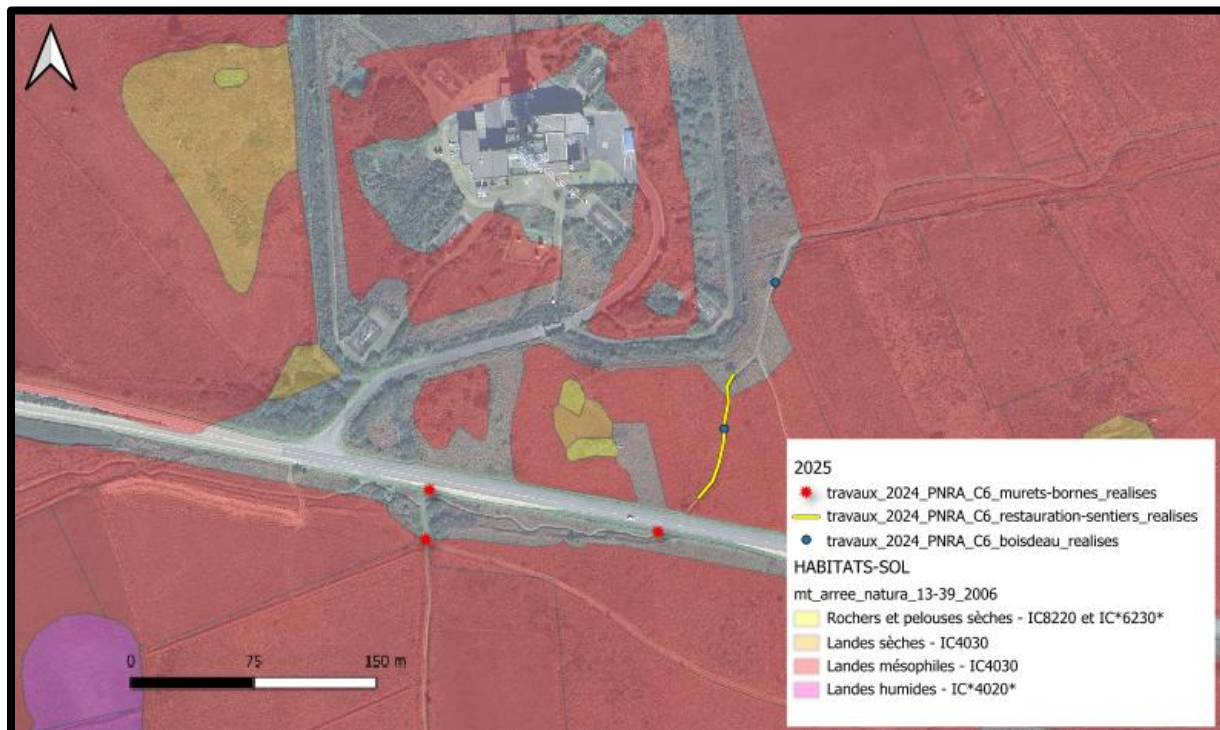 2025
travaux_2024_PNRA_C6_murets-bornes_realises
travaux_2024_PNRA_C6_restauration-sentiers_realises
travaux_2024_PNRA_C6_boisdeau_realises
HABITATS-SOL
mt_arree_natura_13-39_2006
Rochers et pelouses sèches - IC8220 et IC*6230*
Landes sèches - IC4030
Landes mésophiles - IC4030
Landes humides - IC*4020*
0 75 150 m